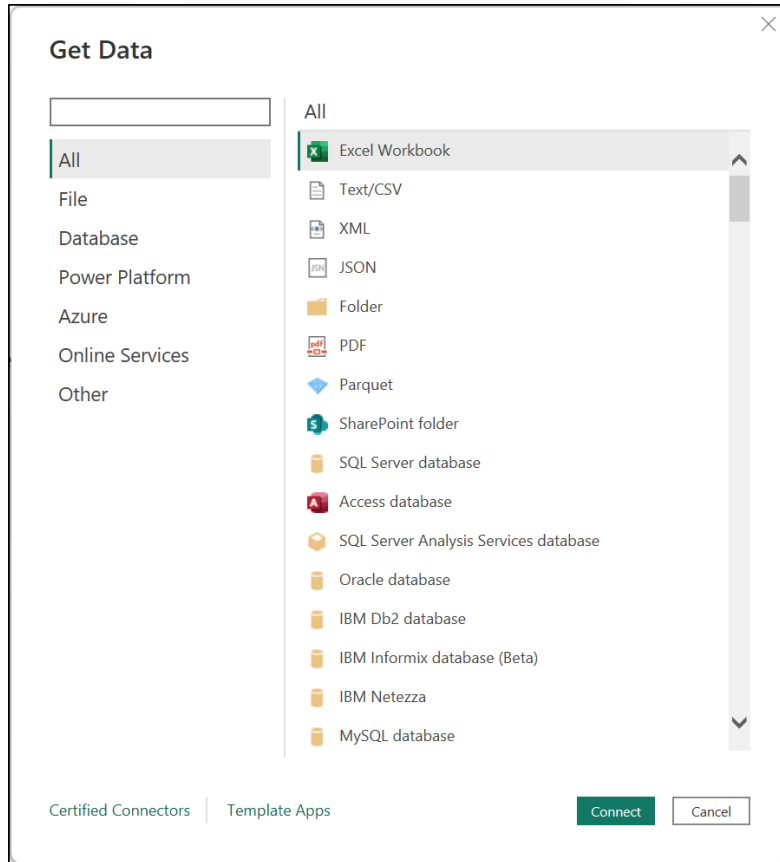 Get Data
All
File
Database
Power Platform
Azure
Online Services
Other
All
Excel Workbook
Text/CSV
XML
JSN JSON
Folder
pdf PDF
Parquet
S SharePoint folder
SQL Server database
A Access database
SQL Server Analysis Services database
Oracle database
IBM Db2 database
IBM Informix database (Beta)
IBM Netezza
MySQL database
Certified Connectors
Template Apps
Connect
Cancel